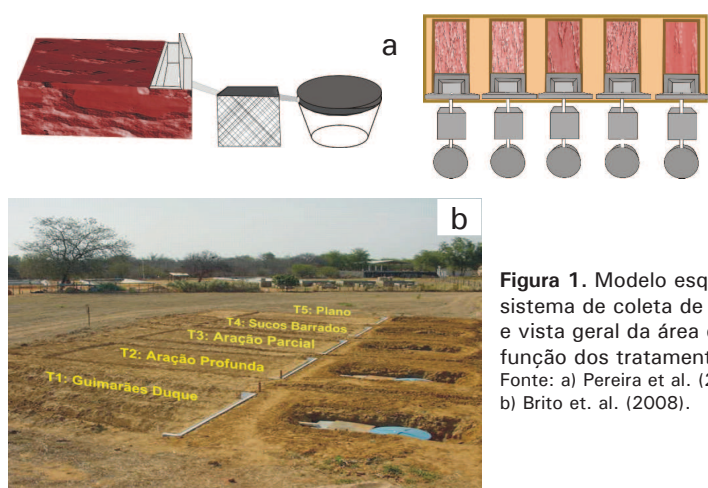 a
b
T5: Plano
T4: Sucos Barrados
T3: Aração Parcial
T2: Aração Profunda
T1: Guimarães Duque
Figura 1. Modelo esq
sistema de coleta de
e vista geral da área
função dos tratament
Fonte: a) Pereira et al. (
b) Brito et. al. (2008).